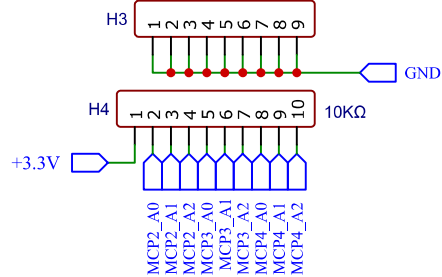 H3
1 2 3 4 5 6 7 8 9
GND
H4
1 2 3 4 5 6 7 8 9 10
10KΩ
+3.3V
MCP2_A0
MCP2_A1
MCP2_A2
MCP3_A0
MCP3_A1
MCP3_A2
MCP4_A0
MCP4_A1
MCP4_A2